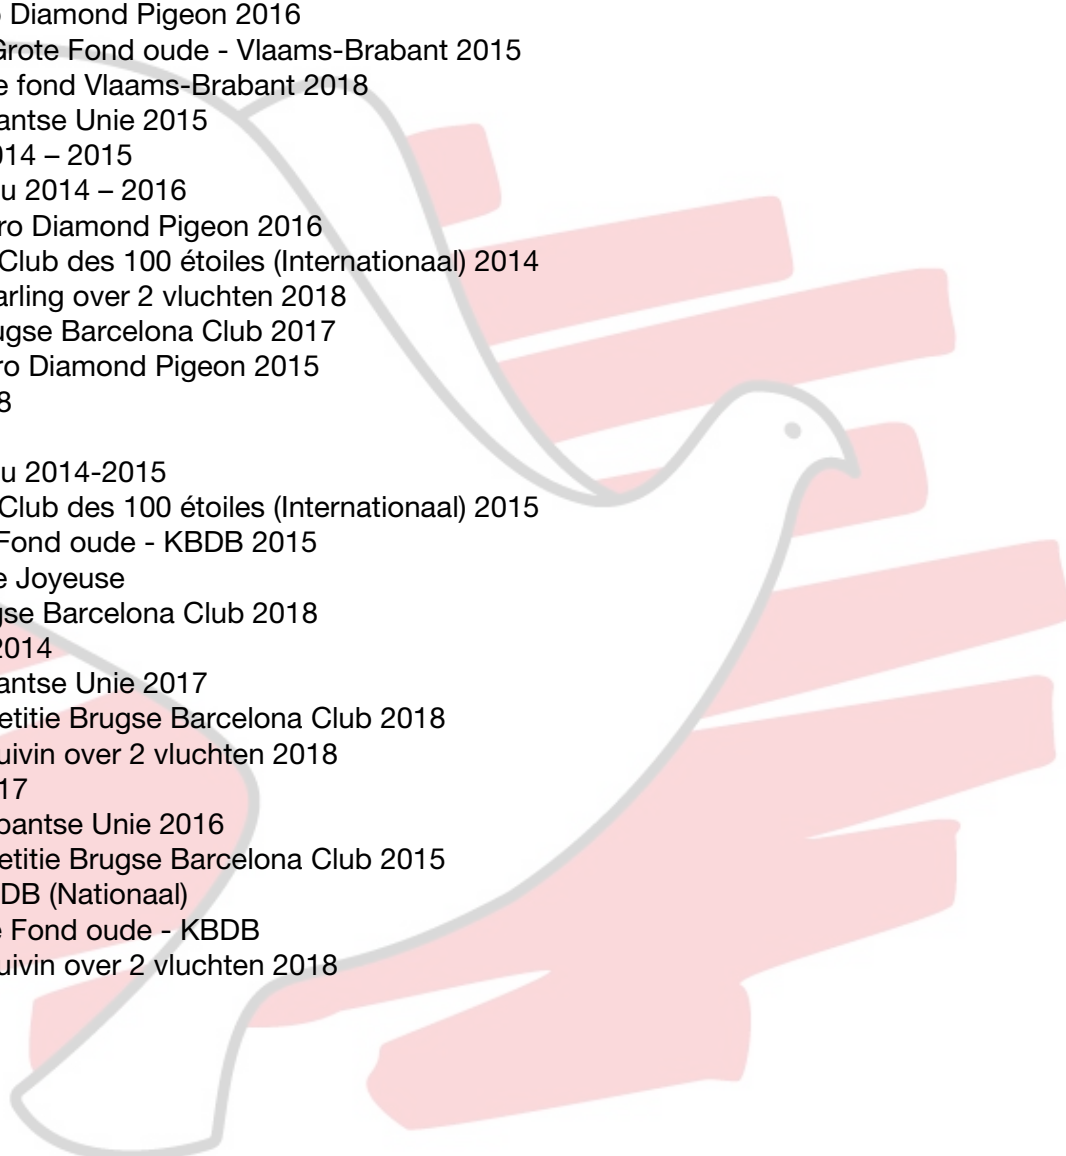 Diamond Pigeon 2016
Grote Fond oude - Vlaams-Brabant 2015
e fond Vlaams-Brabant 2018
antse Unie 2015
014 – 2015
u 2014 – 2016
ro Diamond Pigeon 2016
Club des 100 étoiles (Internationaal) 2014
arling over 2 vluchten 2018
ugse Barcelona Club 2017
ro Diamond Pigeon 2015
8
u 2014-2015
Club des 100 étoiles (Internationaal) 2015
Fond oude - KBDB 2015
e Joyeuse
gse Barcelona Club 2018
2014
antse Unie 2017
etitie Brugse Barcelona Club 2018
uivin over 2 vluchten 2018
17
bantse Unie 2016
etitie Brugse Barcelona Club 2015
DB (Nationaal)
e Fond oude - KBDB
uivin over 2 vluchten 2018